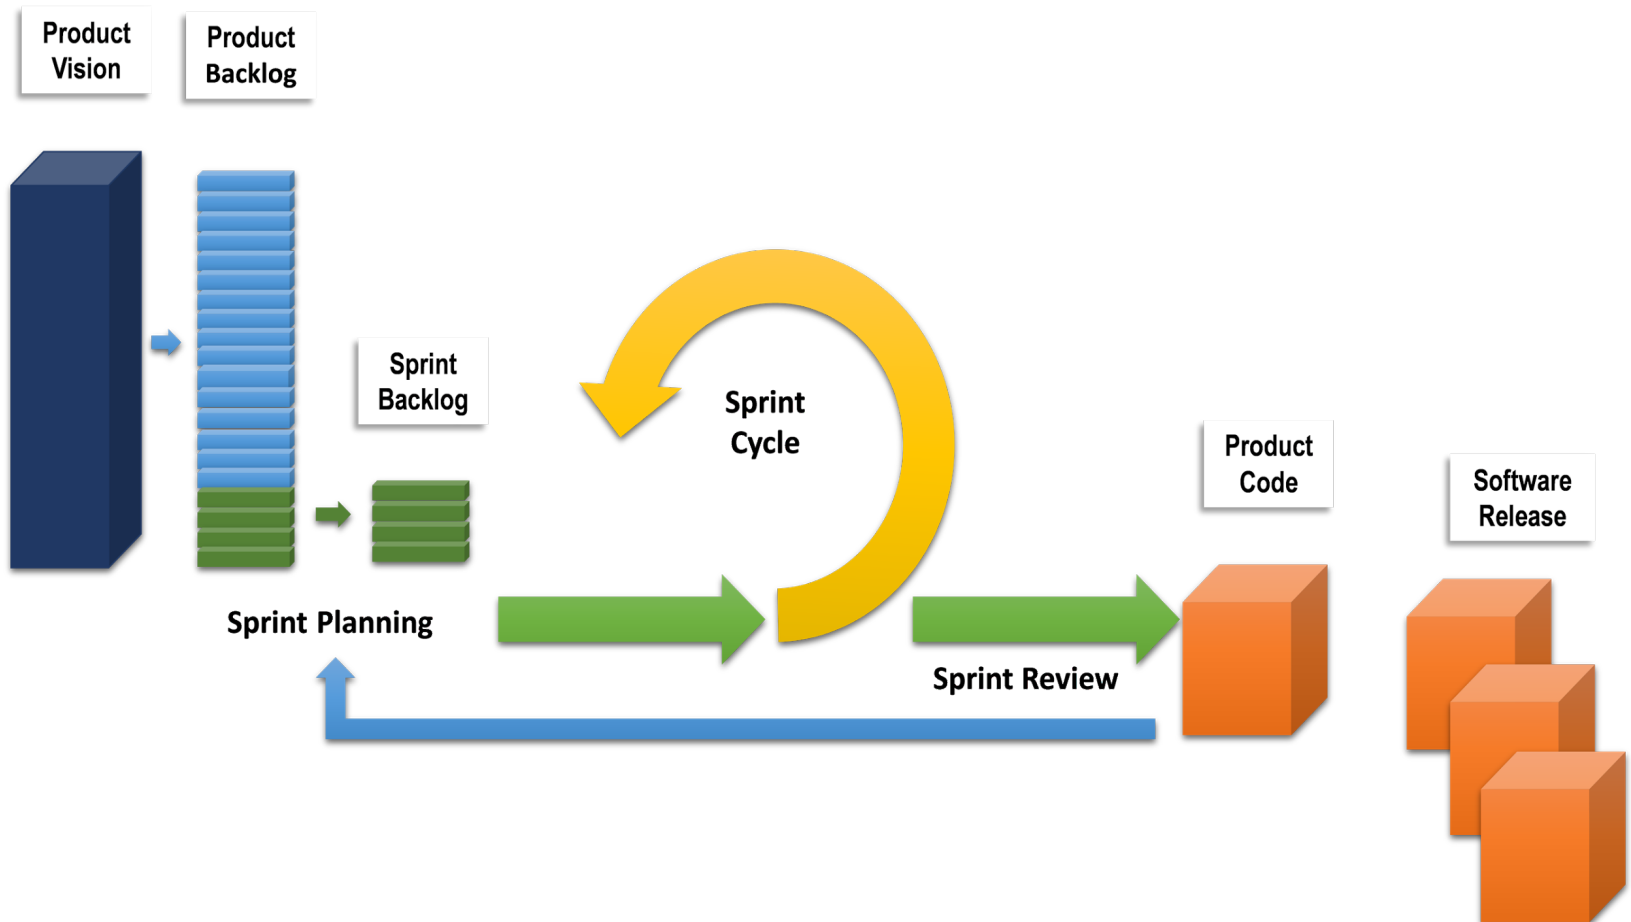 Product
Vision
Product
Backlog
Sprint
Backlog
Sprint
Cycle
Product
Code
Software
Release
Sprint Planning
Sprint Review